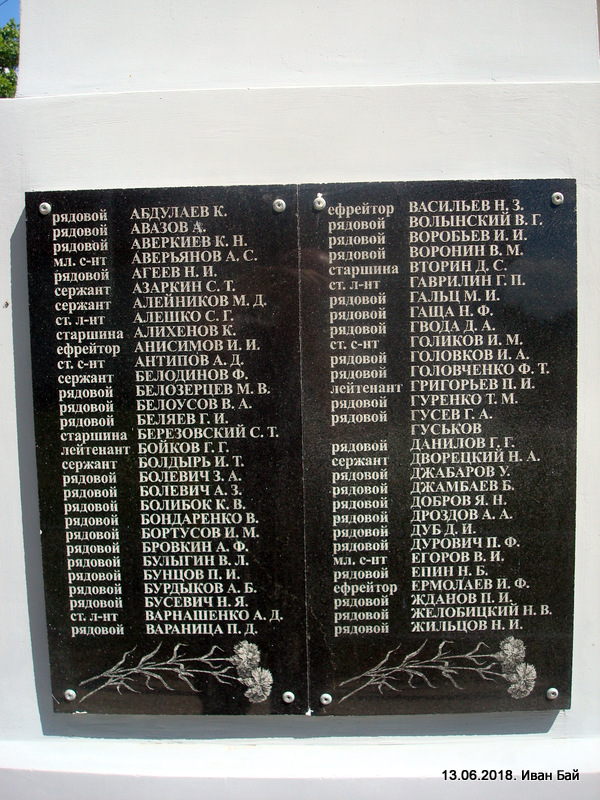 рядовой АБДУЛАЕВ К.
рядовой АВАЗОВ А.
рядовой АВЕРКИЕВ К. Н.
мл. с-нт АВЕРЬЯНОВ А. С.
рядовой АГЕЕВ Н. И.
сержант АЗАРКИН С. Т.
сержант АЛЕЙНИКОВ М. Д.
ст. л-нт АЛЕШКО С. Г.
старшина АЛИХЕНОВ К.
ефрейтор АНИСИМОВ И. И.
ст. с-нт АНТИПОВ А. Д.
сержант БЕЛОДИНОВ Ф.
рядовой БЕЛОЗЕРЦЕВ М. В.
рядовой БЕЛОУСОВ В. А.
рядовой БЕЛЯЕВ Г. И.
старшина БЕРЕЗОВСКИЙ С. Т.
лейтенант БОЙКОВ Г. Г.
сержант БОЛДЫРЬ И. Т.
рядовой БОЛЕВИЧ З. А.
рядовой БОЛЕВИЧ А. З.
рядовой БОЛИБОК К. В.
рядовой БОНДАРЕНКО В.
рядовой БОРТУСОВ И. М.
рядовой БРОВКИН А. Ф.
рядовой БУЛЫГИН В. Л.
рядовой БУНЦОВ П. И.
рядовой БУРДЫКОВ А. Б.
рядовой БУСЕВИЧ Н. Я.
ст. л-нт ВАРНАШЕНКО А. Д.
рядовой ВАРАНИЦА П. Д.
ефрейтор ВАСИЛЬЕВ Н. З.
рядовой ВОЛЫНСКИЙ В. Г.
рядовой ВОРОБЬЕВ И. И.
рядовой ВОРОНИН В. М.
старшина ВТОРИН Д. С.
ст. л-нт ГАВРИЛИН Г. П.
рядовой ГАЛЬЦ М. И.
рядовой ГАЩА Н. Ф.
рядовой ГВОДА Д. А.
ст. с-нт ГОЛИКОВ И. М.
рядовой ГОЛОВКОВ И. А.
рядовой ГОЛОВЧЕНКО Ф. Т.
лейтенант ГРИГОРЬЕВ П. И.
рядовой ГУРЕНКО Т. М.
рядовой ГУСЕВ Г. А.
ГУСЬКОВ
рядовой ДАНИЛОВ Г. Г.
сержант ДВОРЕЦКИЙ Н. А.
рядовой ДЖАБАРОВ У.
рядовой ДЖАМБАЕВ Б.
рядовой ДОБРОВ Я. Н.
рядовой ДРОЗДОВ А. А.
рядовой ДУБ Д. И.
рядовой ДУРОВИЧ П. Ф.
мл. с-нт ЕГОРОВ В. И.
рядовой ЕПИН Н. Б.
ефрейтор ЕРМОЛАЕВ И. Ф.
рядовой ЖДАНОВ П. И.
рядовой ЖЕЛОБИЦКИЙ Н. В.
рядовой ЖИЛЬЦОВ Н. И.
13.06.2018. Иван Бай